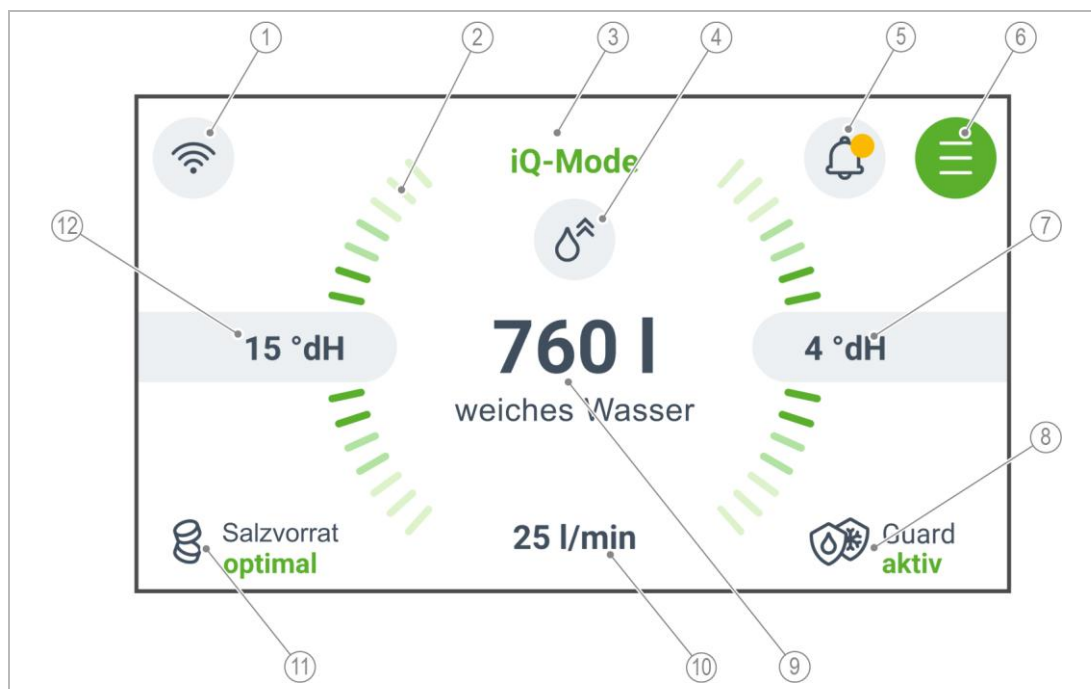 1
2
3
4
5
6
iQ-Mode
12
7
15 °dH
760 l
4 °dH
weiches Wasser
8
Salzvorrat
optimal
25 l/min
Guard
aktiv
11
10
9